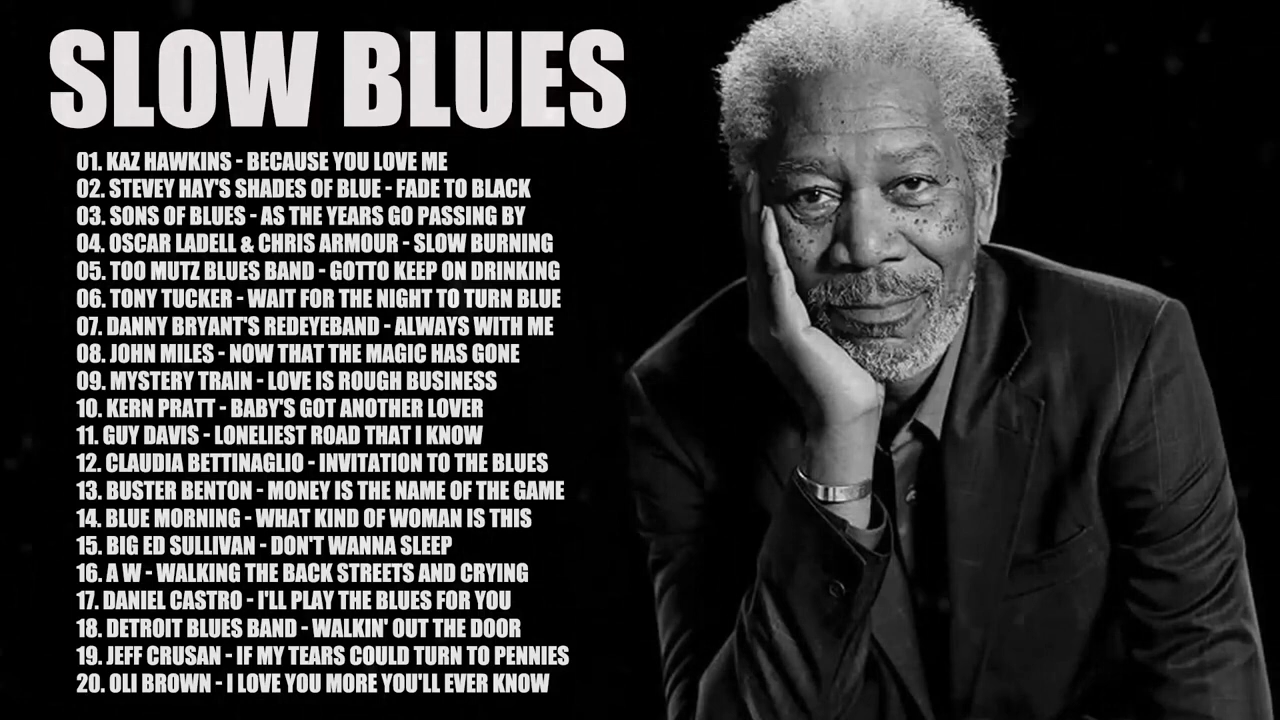 SLOW BLUES
01. KAZ HAWKINS - BECAUSE YOU LOVE ME
02. STEVEY HAY'S SHADES OF BLUE - FADE TO BLACK
03. SONS OF BLUES - AS THE YEARS GO PASSING BY
04. OSCAR LADELL & CHRIS ARMOUR - SLOW BURNING
05. TOO MUTZ BLUES BAND - GOTTO KEEP ON DRINKING
06. TONY TUCKER - WAIT FOR THE NIGHT TO TURN BLUE
07. DANNY BRYANT'S REDEYEBAND - ALWAYS WITH ME
08. JOHN MILES - NOW THAT THE MAGIC HAS GONE
09. MYSTERY TRAIN - LOVE IS ROUGH BUSINESS
10. KERN PRATT - BABY'S GOT ANOTHER LOVER
11. GUY DAVIS - LONELIEST ROAD THAT I KNOW
12. CLAUDIA BETTINAGLIO - INVITATION TO THE BLUES
13. BUSTER BENTON - MONEY IS THE NAME OF THE GAME
14. BLUE MORNING - WHAT KIND OF WOMAN IS THIS
15. BIG ED SULLIVAN - DON'T WANNA SLEEP
16. A W - WALKING THE BACK STREETS AND CRYING
17. DANIEL CASTRO - I'LL PLAY THE BLUES FOR YOU
18. DETROIT BLUES BAND - WALKIN' OUT THE DOOR
19. JEFF CRUSAN - IF MY TEARS COULD TURN TO PENNIES
20. OLI BROWN - I LOVE YOU MORE YOU'LL EVER KNOW